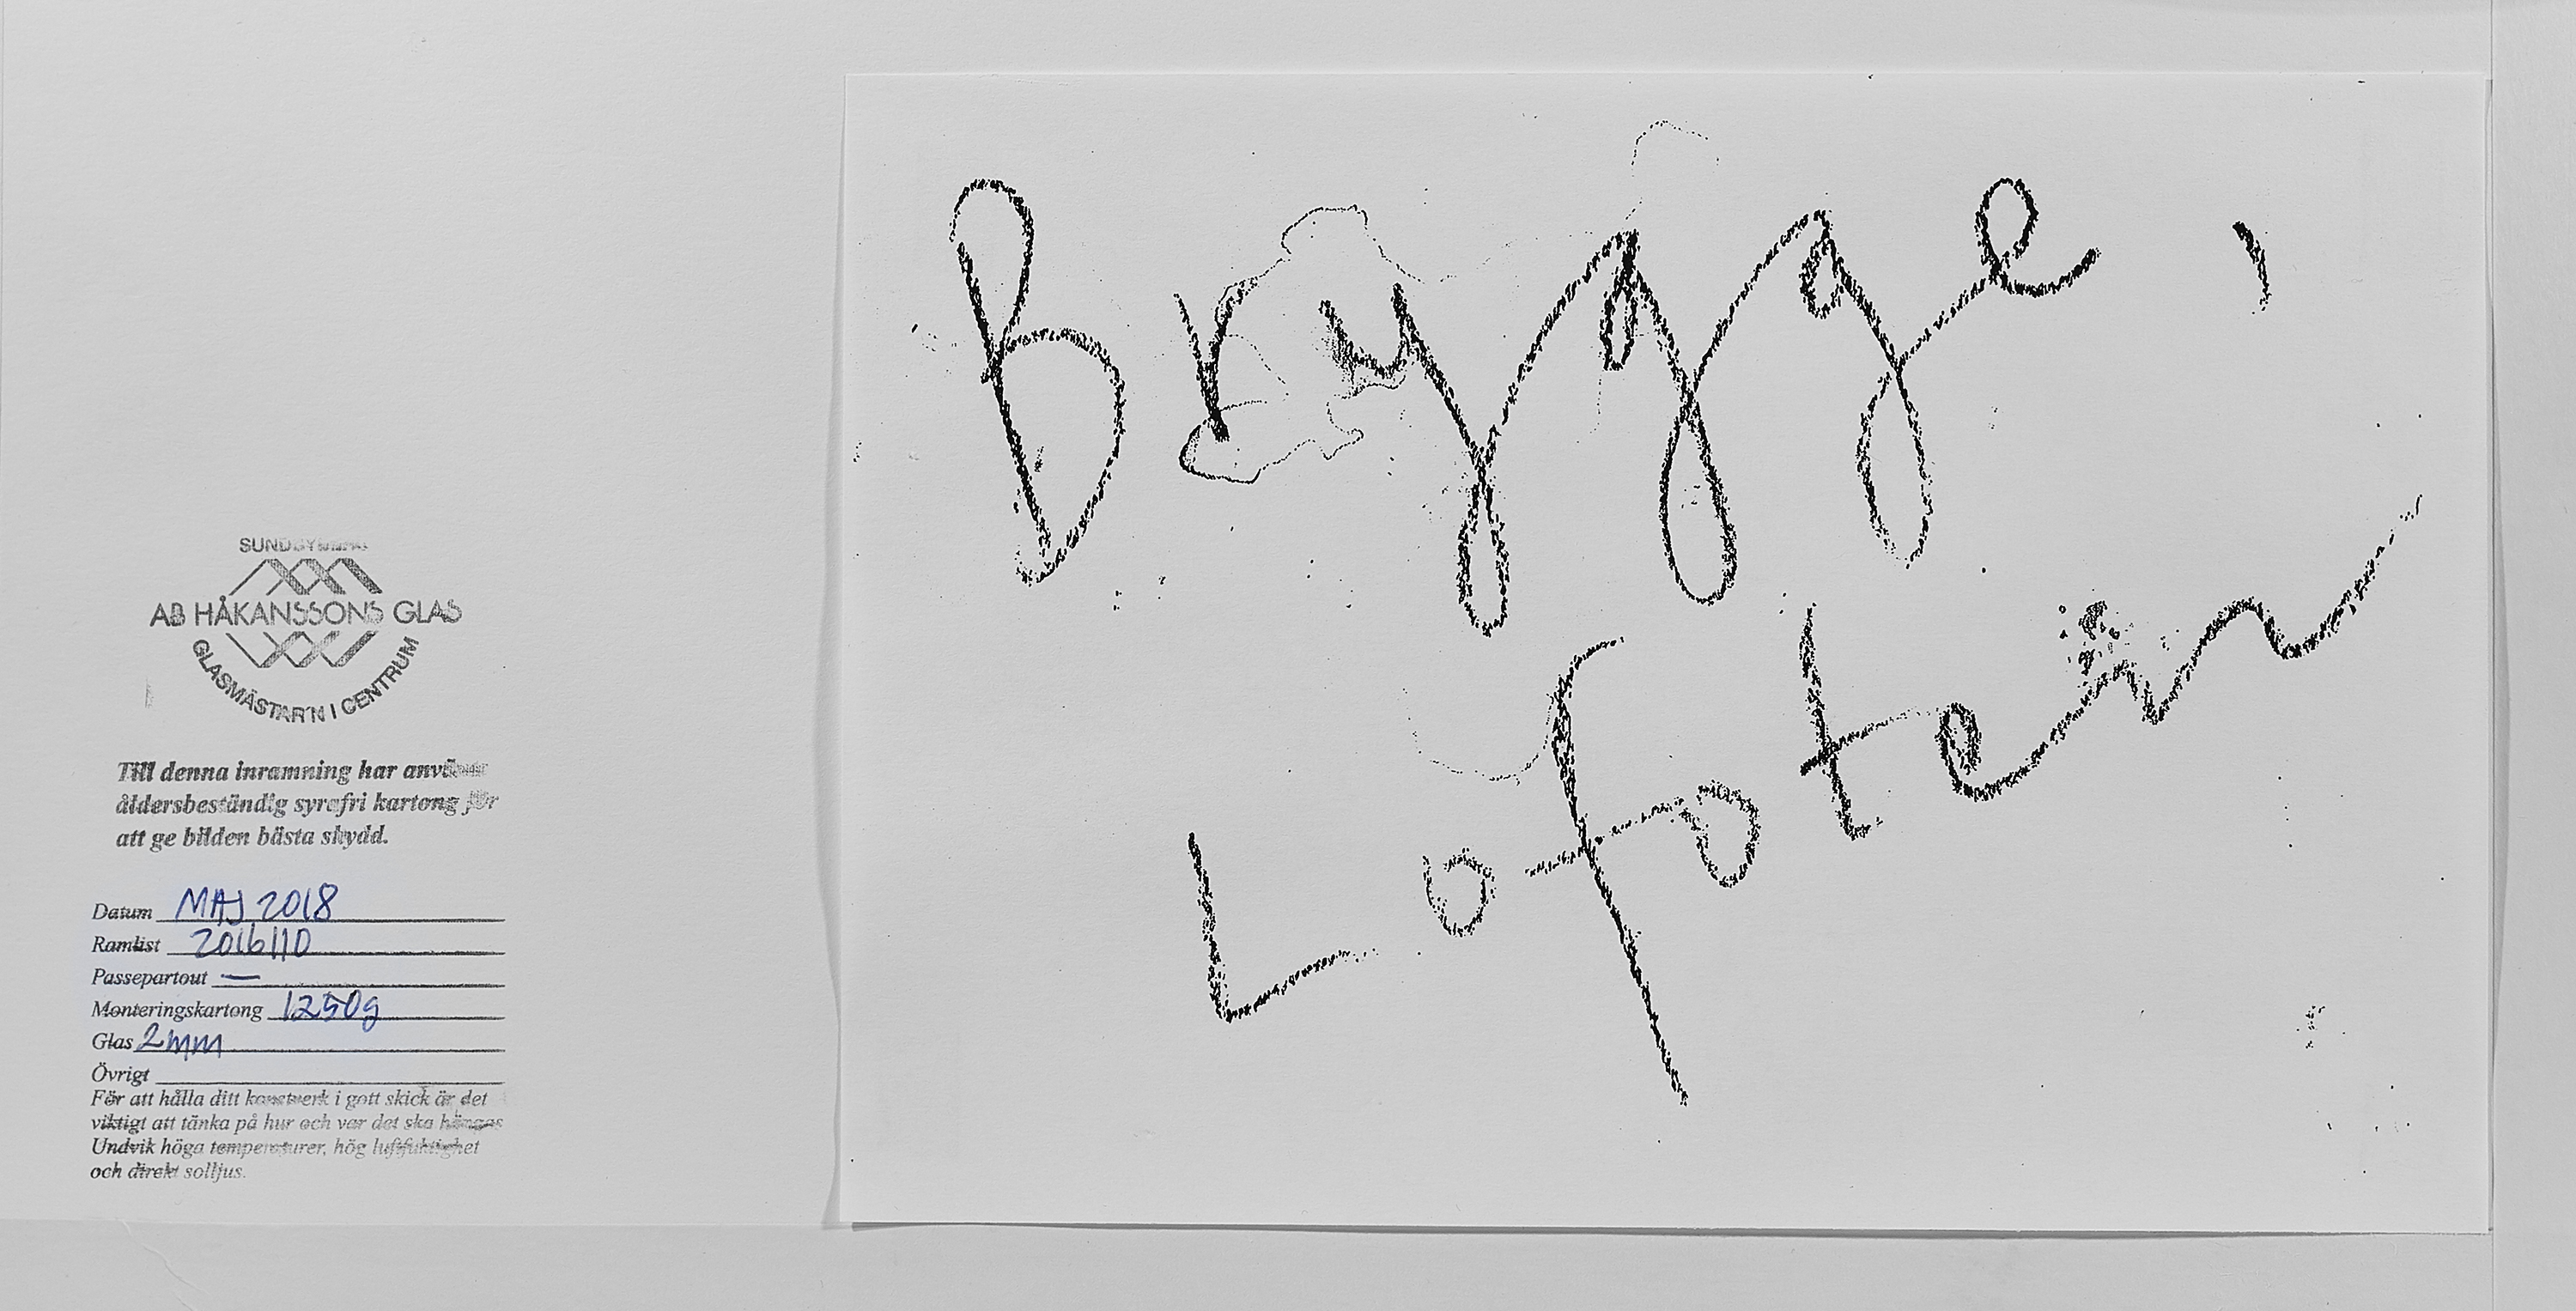 SUNDBYBERG
AB HÅKANSSONS GLAS
GLASMÄSTAR'N I CENTRUM
Till denna inramning har använts
åldersbeständig syrafri kartong för
att ge bilden bästa skydd.
Datum MAJ 2018
Ramlist 2016110
Passepartout —
Monteringskartong 1250g
Glas 2mm
Övrigt
För att hålla ditt konstverk i gott skick är det
viktigt att tänka på hur och var det ska hängas
Undvik höga temperaturer, hög luftfuktighet
och direkt solljus.
Brygge,
Lofoten